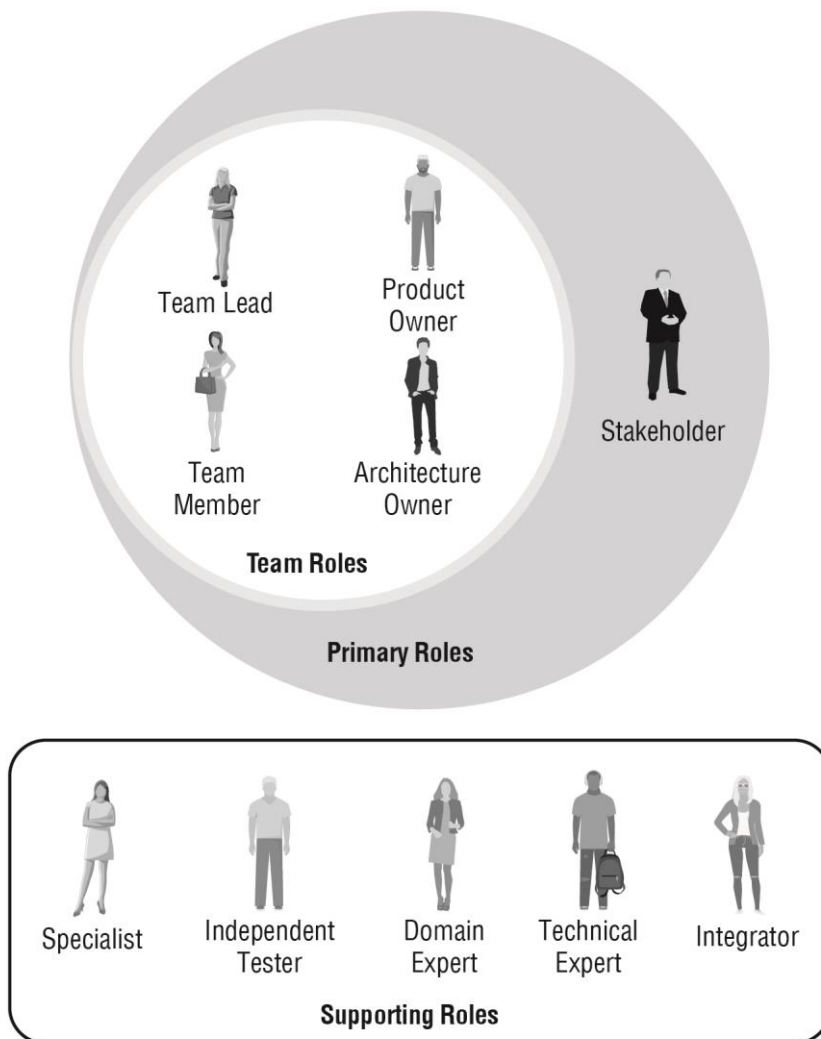 Team Lead
Product
Owner
Stakeholder
Team
Member
Architecture
Owner
Team Roles
Primary Roles
Specialist
Independent
Tester
Domain
Expert
Technical
Expert
Integrator
Supporting Roles